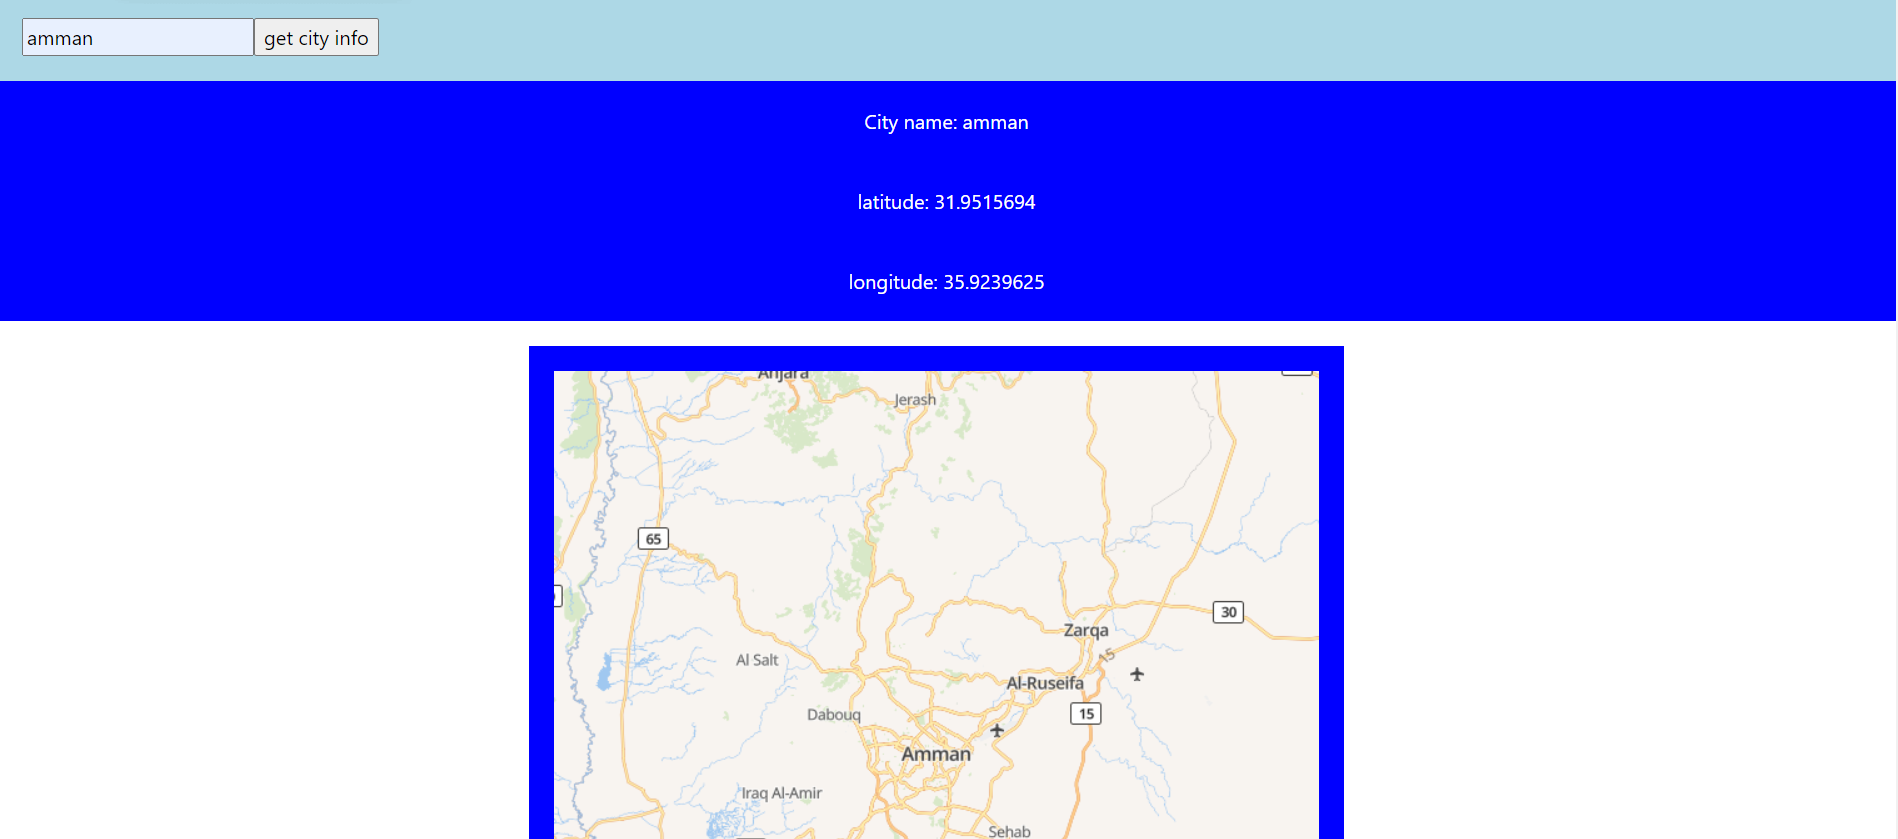 amman
get city info
City name: amman
latitude: 31.9515694
longitude: 35.9239625
Anjara
Jerash
65
30
Zarqa
15
Al Salt
Al-Ruseifa
Dabouq
15
Amman
Iraq Al-Amir
Sehab